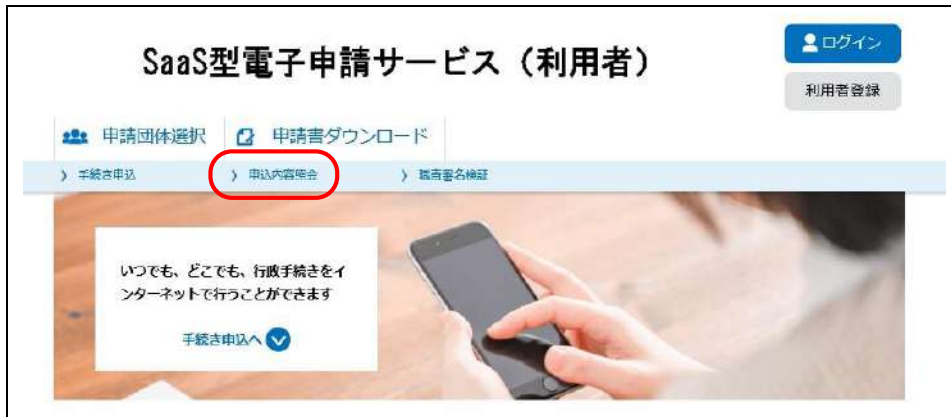 SaaS型電子申請サービス（利用者）
ログイン
利用者登録
申請団体選択
申請書ダウンロード
手続き申込
申込内容照会
職責署名検証
いつでも、どこでも、行政手続きをイ
ンターネットで行うことができます
手続き申込へ